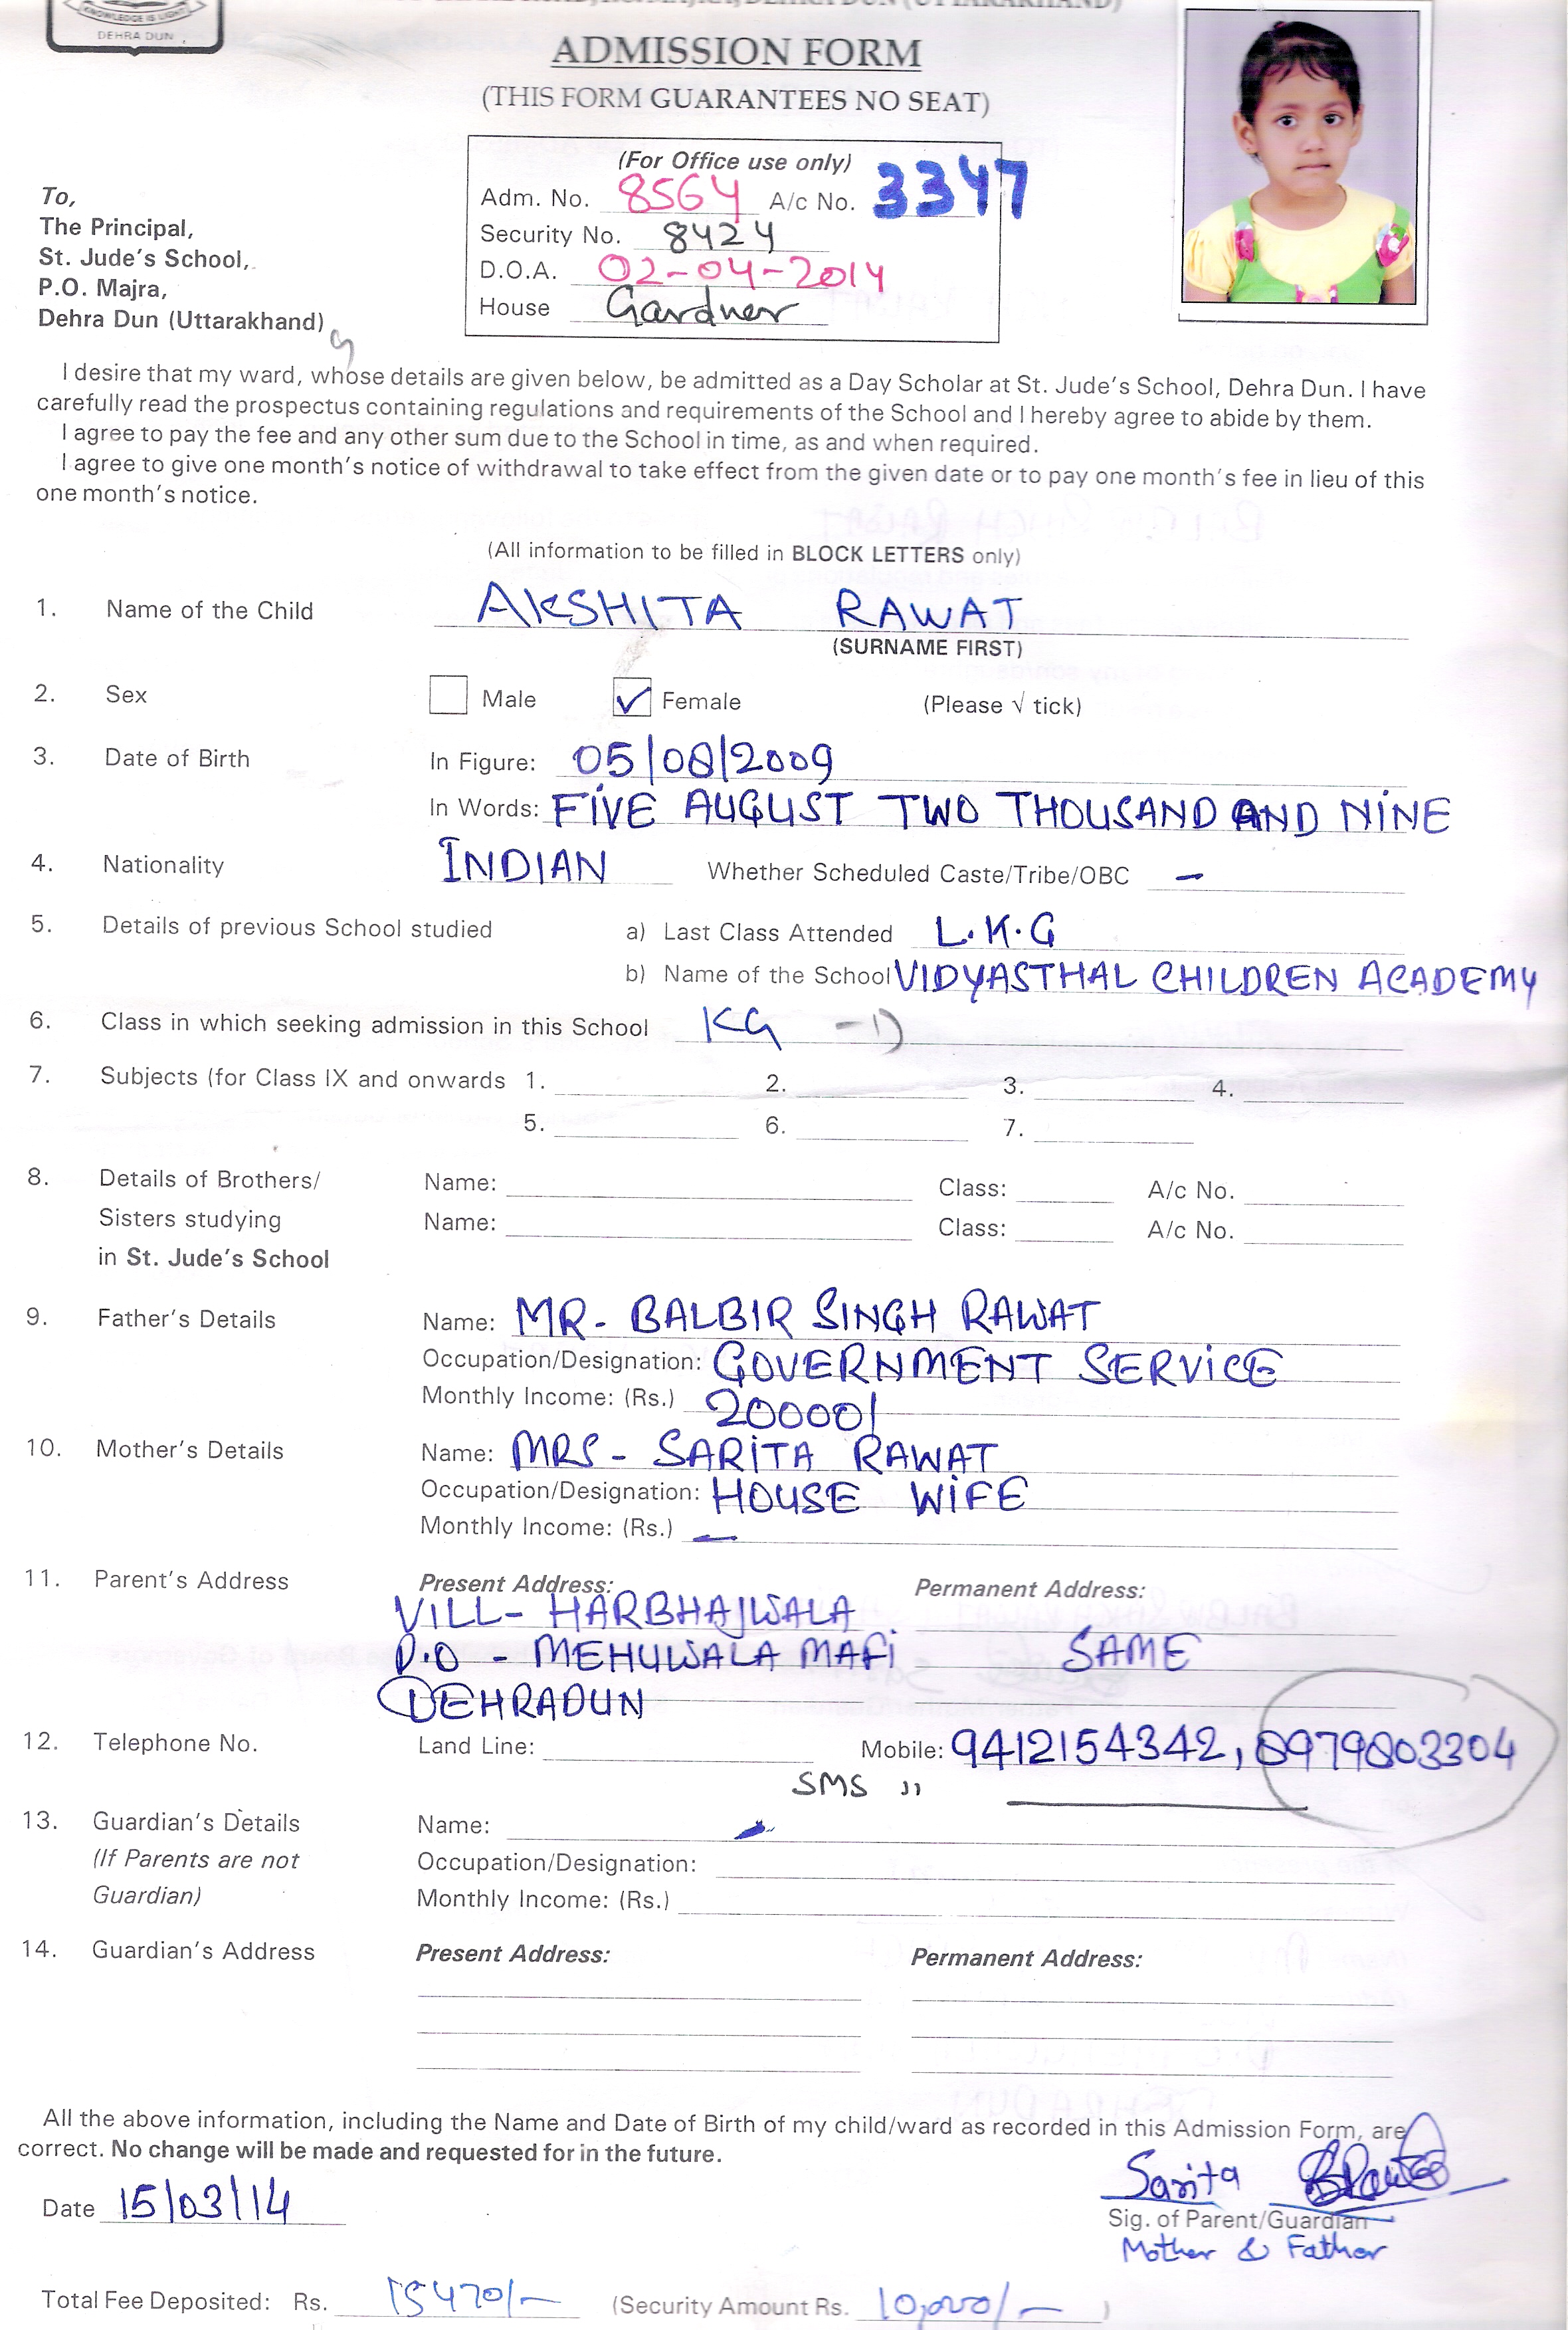 KNOWLEDGE IS LIGHT
DEHRA DUN
ADMISSION FORM
(THIS FORM GUARANTEES NO SEAT)
(For Office use only)
Adm. No. 8564 A/c No. 3347
Security No. 8424
D.O.A. 02-04-2014
House Gardner
To,
The Principal,
St. Jude's School,
P.O. Majra,
Dehra Dun (Uttarakhand)
I desire that my ward, whose details are given below, be admitted as a Day Scholar at St. Jude's School, Dehra Dun. I have
carefully read the prospectus containing regulations and requirements of the School and I hereby agree to abide by them.
I agree to pay the fee and any other sum due to the School in time, as and when required.
I agree to give one month's notice of withdrawal to take effect from the given date or to pay one month's fee in lieu of this
one month's notice.
(All information to be filled in BLOCK LETTERS only)
1. Name of the Child AKSHITA RAWAT
(SURNAME FIRST)
2. Sex Male ✓ Female (Please √ tick)
3. Date of Birth In Figure: 05/08/2009
In Words: FIVE AUGUST TWO THOUSAND AND NINE
4. Nationality INDIAN Whether Scheduled Caste/Tribe/OBC -
5. Details of previous School studied a) Last Class Attended L.K.G
b) Name of the School VIDYASTHAL CHILDREN ACADEMY
6. Class in which seeking admission in this School KG
7. Subjects (for Class IX and onwards 1. 2. 3. 4.
5. 6. 7.
8. Details of Brothers/ Name: Class: A/c No.
Sisters studying Name: Class: A/c No.
in St. Jude's School
9. Father's Details Name: MR- BALBIR SINGH RAWAT
Occupation/Designation: GOVERNMENT SERVICE
Monthly Income: (Rs.) 20000/
10. Mother's Details Name: MRS - SARITA RAWAT
Occupation/Designation: HOUSE WIFE
Monthly Income: (Rs.) -
11. Parent's Address Present Address: Permanent Address:
VILL- HARBHAJWALA
P.O - MEHUWALA MAFI SAME
DEHRADUN
12. Telephone No. Land Line: Mobile: 9412154342, 8979803304
SMS "
13. Guardian's Details Name:
(If Parents are not Occupation/Designation:
Guardian) Monthly Income: (Rs.)
14. Guardian's Address Present Address: Permanent Address:
All the above information, including the Name and Date of Birth of my child/ward as recorded in this Admission Form, are
correct. No change will be made and requested for in the future.
Date 15/03/14 Sarita
Sig. of Parent/Guardian
Mother & Father
Total Fee Deposited: Rs. 15470/- (Security Amount Rs. 10,000/- )